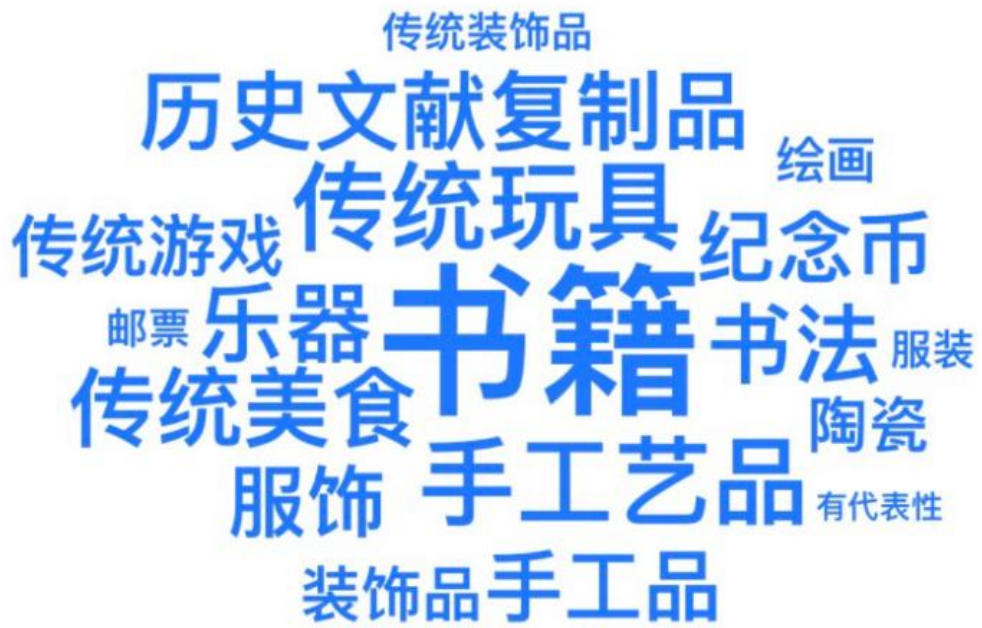 传统装饰品
历史文献复制品
绘画
传统玩具
传统游戏
纪念币
书籍
乐器
邮票
书法
服装
传统美食
陶瓷
手工艺品
服饰
有代表性
装饰品
手工品